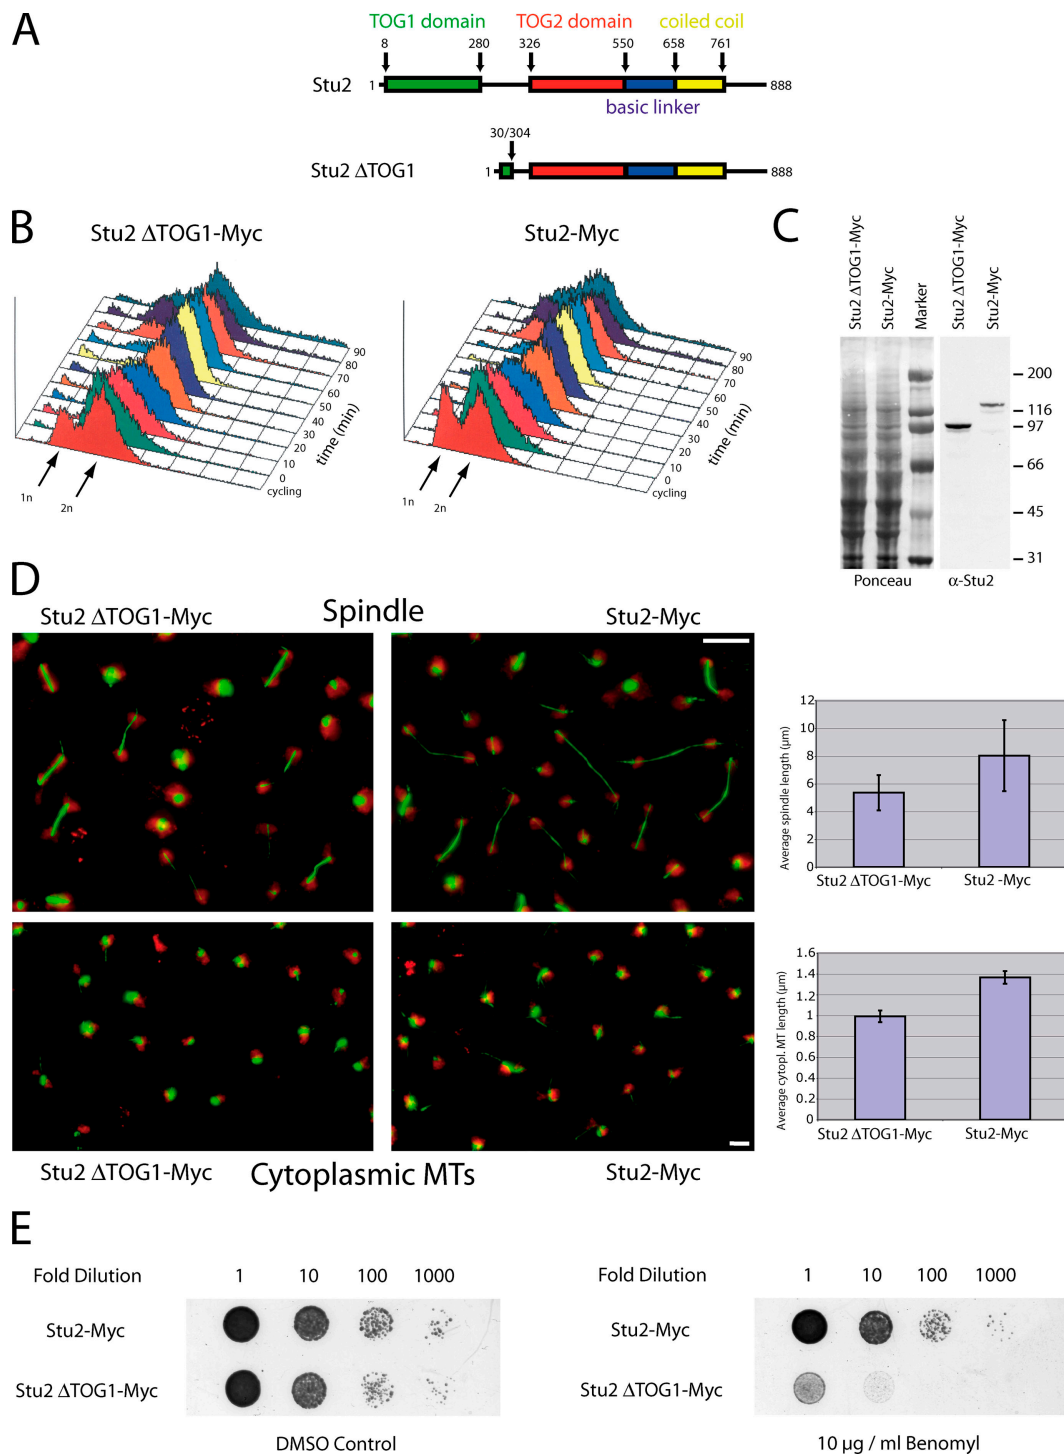 A
TOG1 domain TOG2 domain coiled coil
8 280 326 550 658 761
Stu2 1 888
basic linker
30/304
Stu2 ΔTOG1 1 888
B
Stu2 ΔTOG1-Myc Stu2-Myc
90
80
70
60
50
40
30
20
10
0
cycling
time (min)
1n
2n
90
80
70
60
50
40
30
20
10
0
cycling
time (min)
1n
2n
C
Stu2 ΔTOG1-Myc
Stu2-Myc
Marker
Stu2 ΔTOG1-Myc
Stu2-Myc
200
116
97
66
45
31
Ponceau α-Stu2
D
Stu2 ΔTOG1-Myc Spindle Stu2-Myc
Average spindle length (μm)
12
10
8
6
4
2
0
Stu2 ΔTOG1-Myc Stu2 -Myc
Average cytopl. MT length (μm)
1.6
1.4
1.2
1
0.8
0.6
0.4
0.2
0
Stu2 ΔTOG1-Myc Stu2-Myc
Stu2 ΔTOG1-Myc Cytoplasmic MTs Stu2-Myc
E
Fold Dilution 1 10 100 1000
Stu2-Myc
Stu2 ΔTOG1-Myc
DMSO Control
Fold Dilution 1 10 100 1000
Stu2-Myc
Stu2 ΔTOG1-Myc
10 μg / ml Benomyl